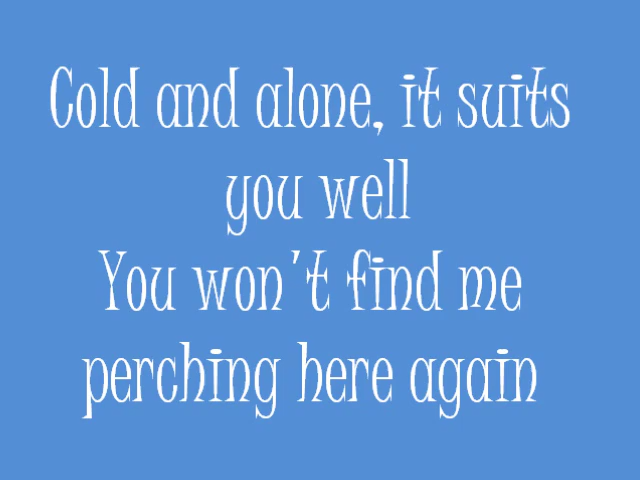 Cold and alone, it suits
you well
You won't find me
perching here again